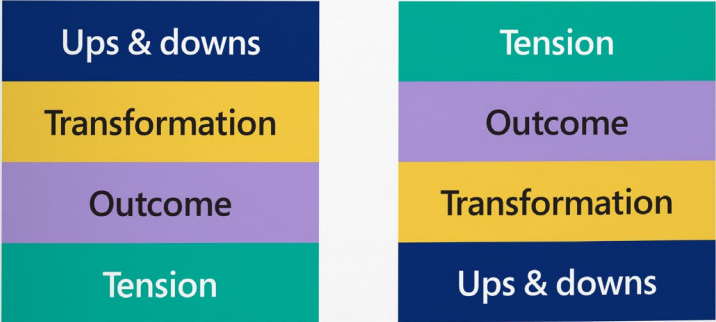 Ups & downs
Transformation
Outcome
Tension
Tension
Outcome
Transformation
Ups & downs